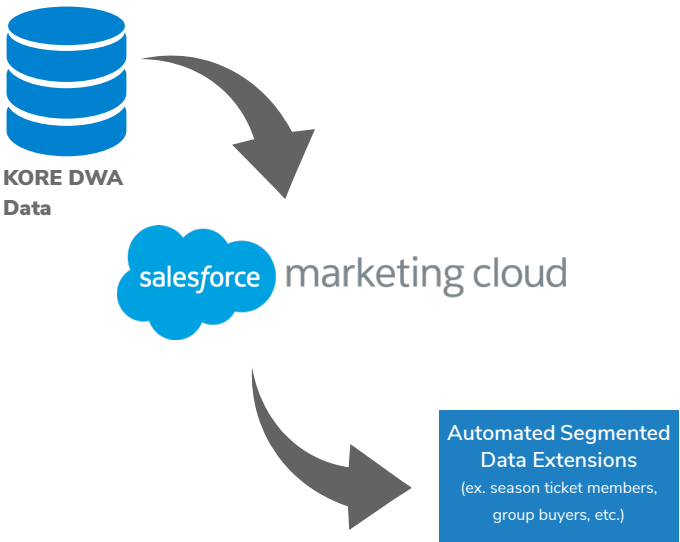 KORE DWA
Data
salesforce marketing cloud
Automated Segmented
Data Extensions
(ex. season ticket members,
group buyers, etc.)